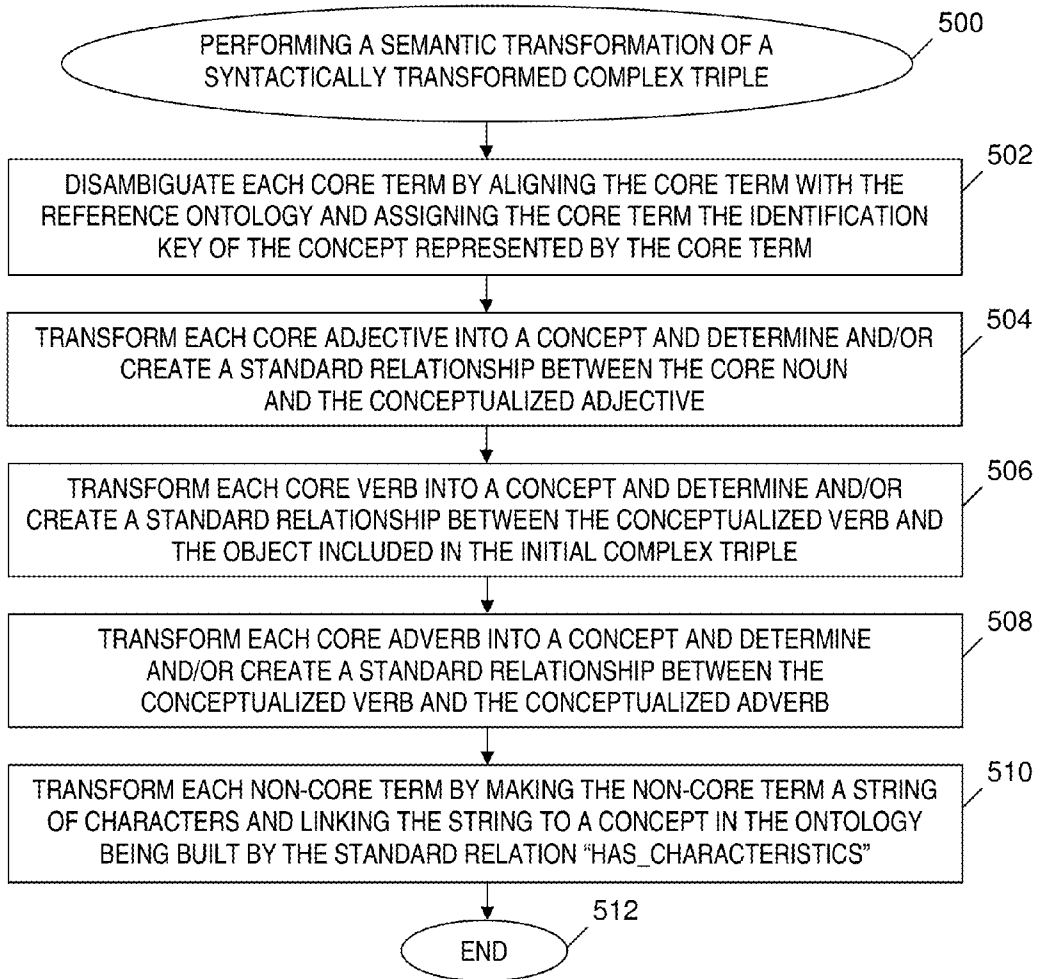 PERFORMING A SEMANTIC TRANSFORMATION OF A
SYNTACTICALLY TRANSFORMED COMPLEX TRIPLE
500
502
DISAMBIGUATE EACH CORE TERM BY ALIGNING THE CORE TERM WITH THE
REFERENCE ONTOLOGY AND ASSIGNING THE CORE TERM THE IDENTIFICATION
KEY OF THE CONCEPT REPRESENTED BY THE CORE TERM
504
TRANSFORM EACH CORE ADJECTIVE INTO A CONCEPT AND DETERMINE AND/OR
CREATE A STANDARD RELATIONSHIP BETWEEN THE CORE NOUN
AND THE CONCEPTUALIZED ADJECTIVE
506
TRANSFORM EACH CORE VERB INTO A CONCEPT AND DETERMINE AND/OR
CREATE A STANDARD RELATIONSHIP BETWEEN THE CONCEPTUALIZED VERB AND
THE OBJECT INCLUDED IN THE INITIAL COMPLEX TRIPLE
508
TRANSFORM EACH CORE ADVERB INTO A CONCEPT AND DETERMINE
AND/OR CREATE A STANDARD RELATIONSHIP BETWEEN THE
CONCEPTUALIZED VERB AND THE CONCEPTUALIZED ADVERB
510
TRANSFORM EACH NON-CORE TERM BY MAKING THE NON-CORE TERM A STRING
OF CHARACTERS AND LINKING THE STRING TO A CONCEPT IN THE ONTOLOGY
BEING BUILT BY THE STANDARD RELATION “HAS_CHARACTERISTICS”
512
END